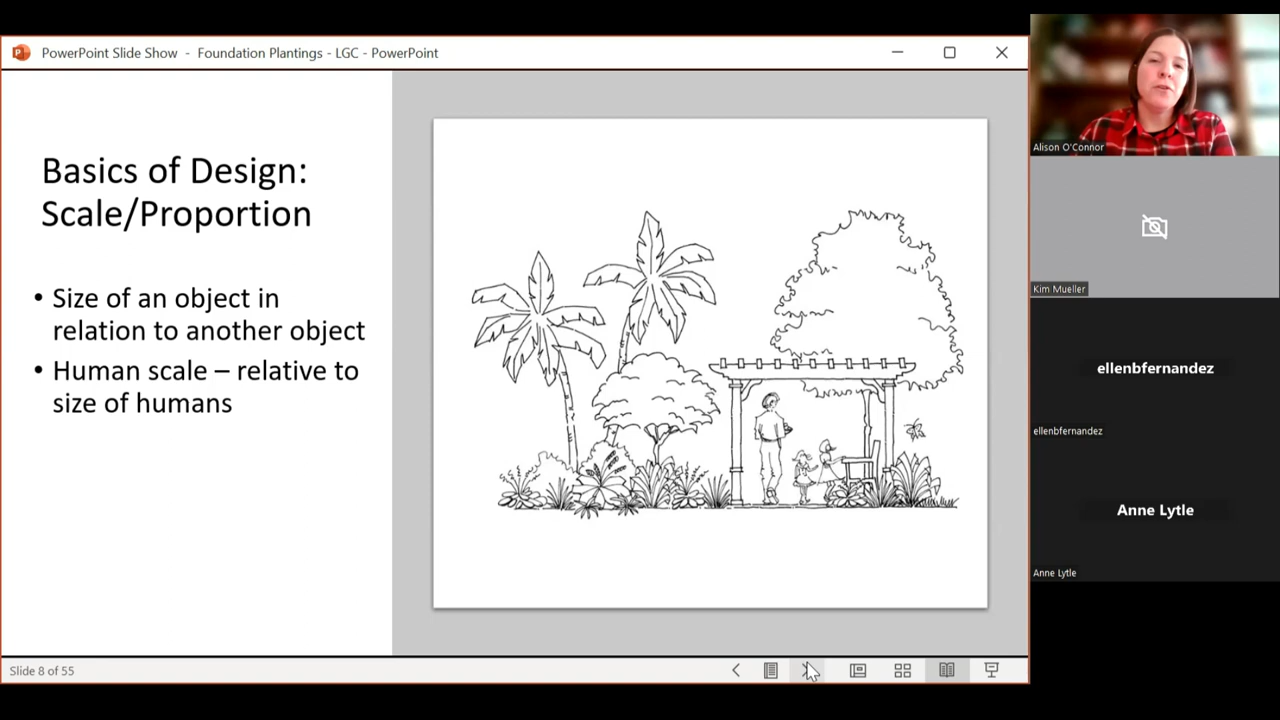 PowerPoint Slide Show - Foundation Plantings - LGC - PowerPoint
Basics of Design:
Scale/Proportion
• Size of an object in
relation to another object
• Human scale – relative to
size of humans
Slide 8 of 55
Alison O'Connor
Kim Mueller
ellenbfernandez
ellenbfernandez
Anne Lytle
Anne Lytle